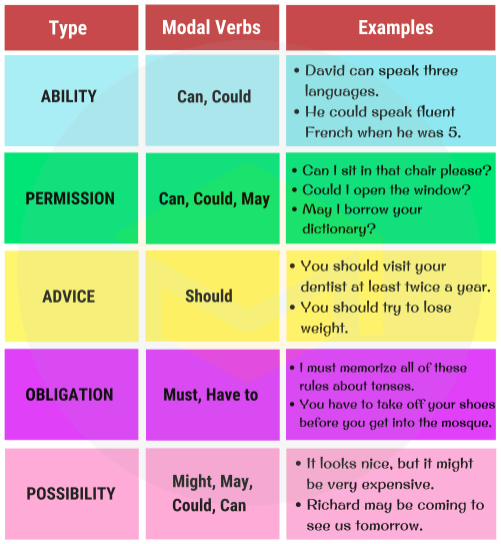 Type
Modal Verbs
Examples
ABILITY
Can, Could
• David can speak three
languages.
• He could speak fluent
French when he was 5.
PERMISSION
Can, Could, May
• Can I sit in that chair please?
• Could I open the window?
• May I borrow your
dictionary?
ADVICE
Should
• You should visit your
dentist at least twice a year.
• You should try to lose
weight.
OBLIGATION
Must, Have to
• I must memorize all of these
rules about tenses.
• You have to take off your shoes
before you get into the mosque.
POSSIBILITY
Might, May,
Could, Can
• It looks nice, but it might
be very expensive.
• Richard may be coming to
see us tomorrow.